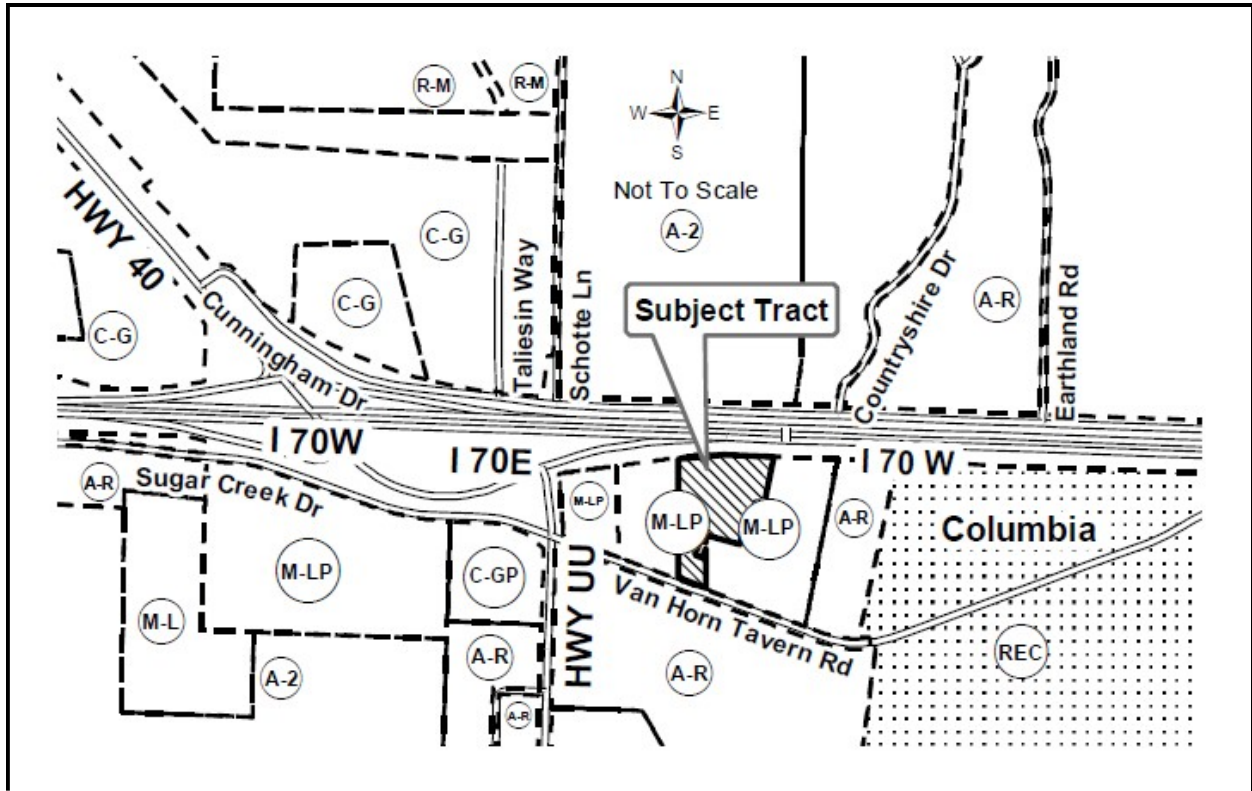 R-M
R-M
N
W E
S
Not To Scale
A-2
HWY 40
C-G
C-G
C-G
Cunningham Dr
Taliesin Way
Schotte Ln
Subject Tract
Countryshire Dr
A-R
Earthland Rd
I 70W
I 70E
I 70 W
A-R
Sugar Creek Dr
M-LP
M-LP
M-LP
A-R
Columbia
M-LP
C-GP
HWY UU
Van Horn Tavern Rd
M-L
A-2
A-R
A-R
A-R
REC